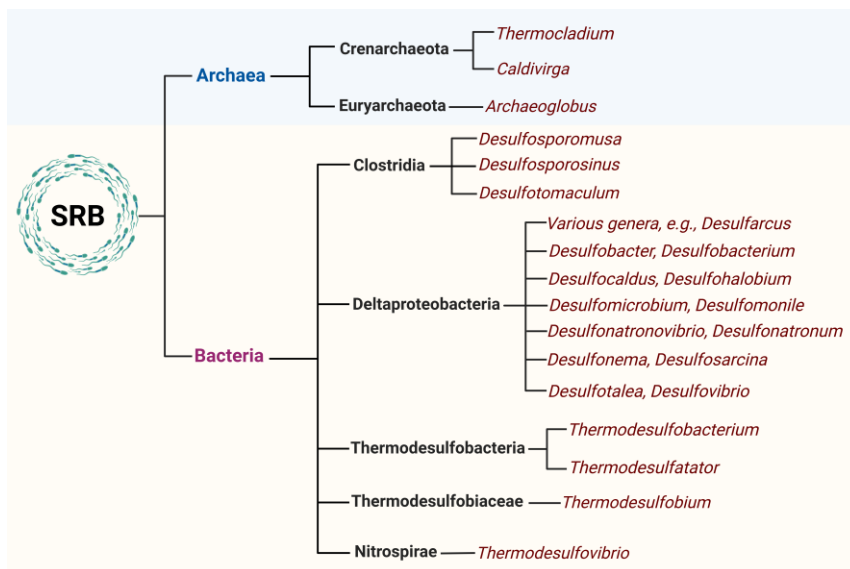 SRB
Archaea
Crenarchaeota
Thermocladium
Caldivirga
Euryarchaeota
Archaeoglobus
Bacteria
Clostridia
Desulfosporomusa
Desulfosporosinus
Desulfotomaculum
Deltaproteobacteria
Various genera, e.g., Desulfarcus
Desulfobacter, Desulfobacterium
Desulfocaldus, Desulfohalobium
Desulfomicrobium, Desulfomonile
Desulfonatronovibrio, Desulfonatronum
Desulfonema, Desulfosarcina
Desulfotalea, Desulfovibrio
Thermodesulfobacteria
Thermodesulfobacterium
Thermodesulfatator
Thermodesulfobiaceae
Thermodesulfobium
Nitrospirae
Thermodesulfovibrio